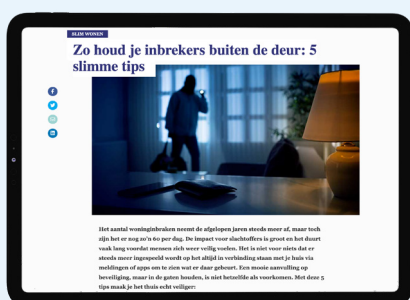 SLIM WONEN
Zo houd je inbrekers buiten de deur: 5
slimme tips
Het aantal woninginbraken neemt de afgelopen jaren steeds meer af, maar toch
zijn het er nog zo'n 60 per dag. De impact voor slachtoffers is groot en het duurt
vaak lang voordat mensen zich weer veilig voelen. Het is niet voor niets dat er
steeds meer ingespeeld wordt op het altijd in verbinding staan met je huis via
meldingen of apps om te zien wat er daar gebeurt. Een mooie aanvulling op
beveiliging, maar in de gaten houden, is niet hetzelfde als voorkomen. Met deze 5
tips maak je het thuis echt veiliger: